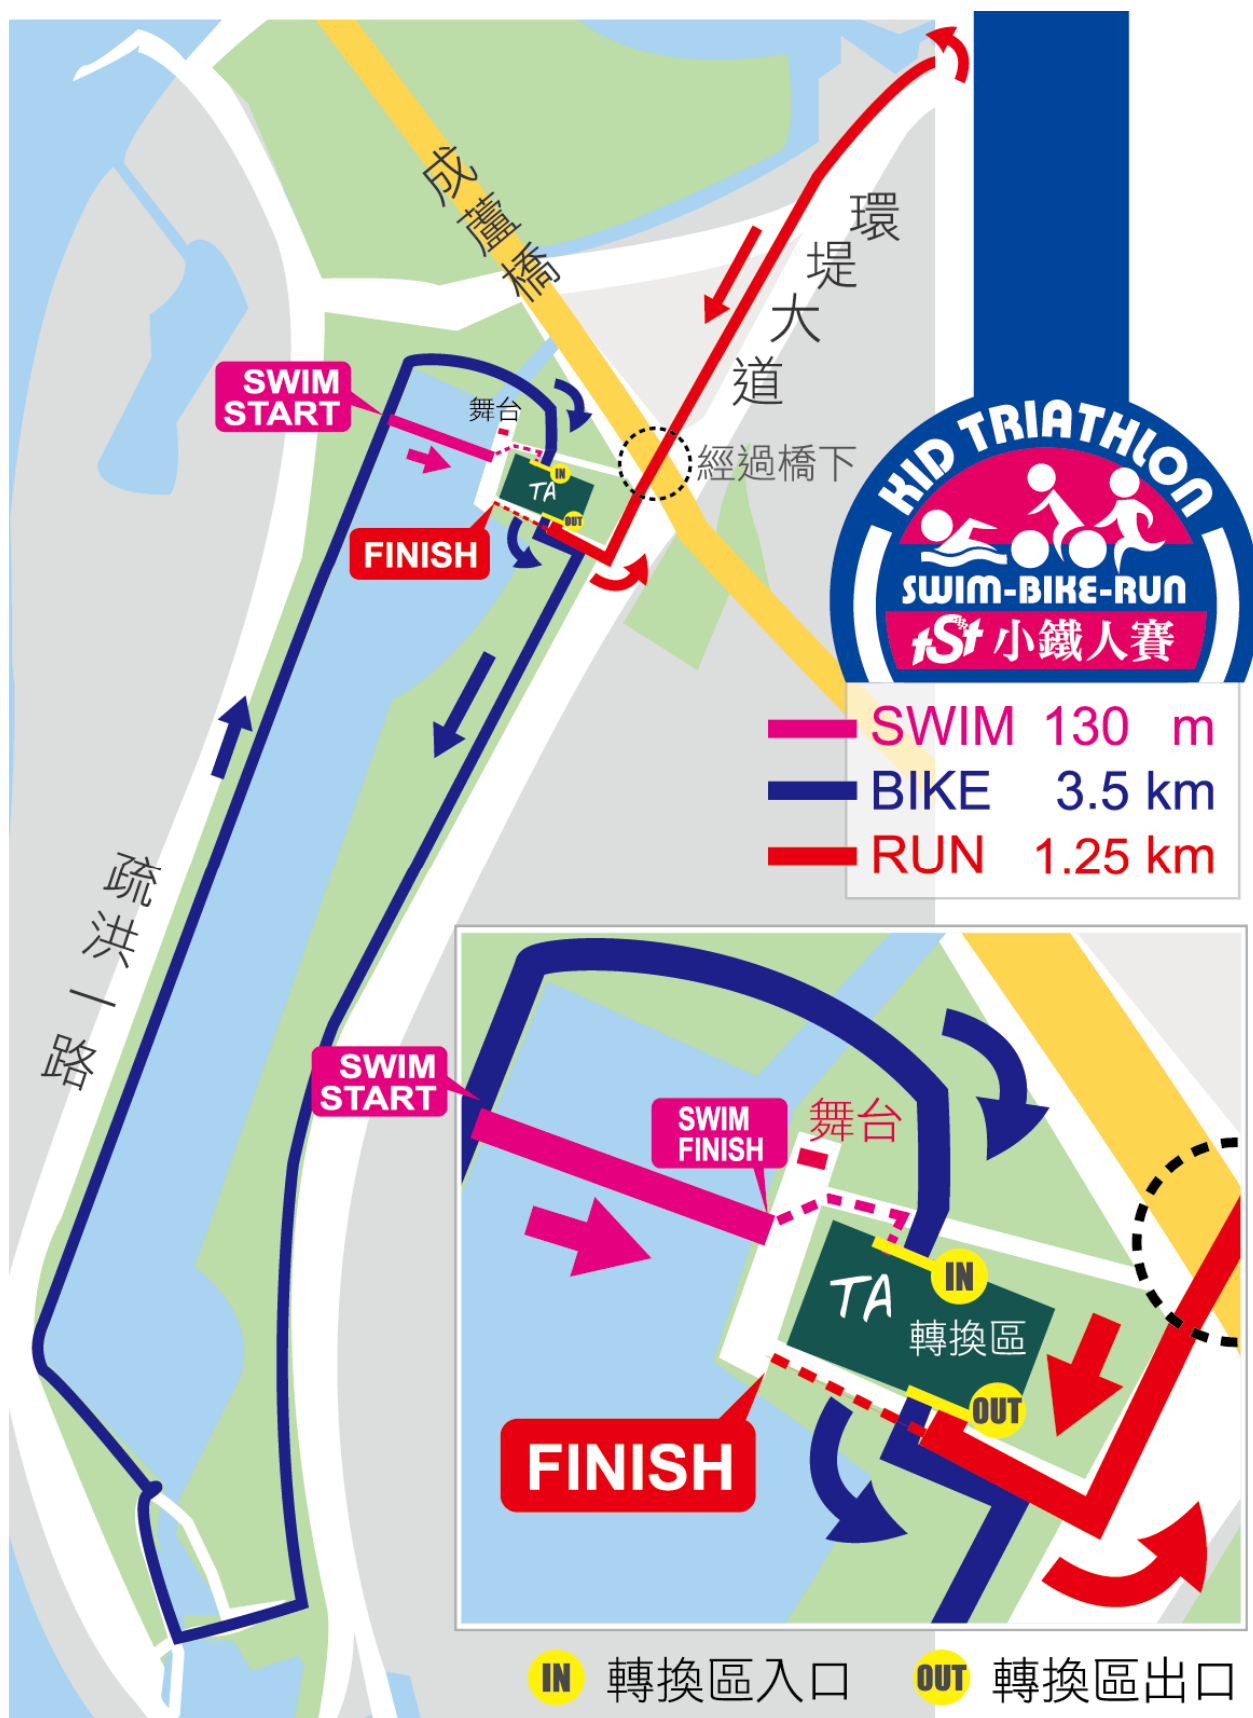 成蘆橋
環堤大道
SWIM
START
舞台
IN
TA
OUT
經過橋下
FINISH
KID TRIATHLON
SWIM-BIKE-RUN
tSt 小鐵人賽
SWIM 130 m
BIKE 3.5 km
RUN 1.25 km
疏洪一路
SWIM
START
SWIM
FINISH
舞台
IN
TA
轉換區
OUT
FINISH
IN 轉換區入口
OUT 轉換區出口